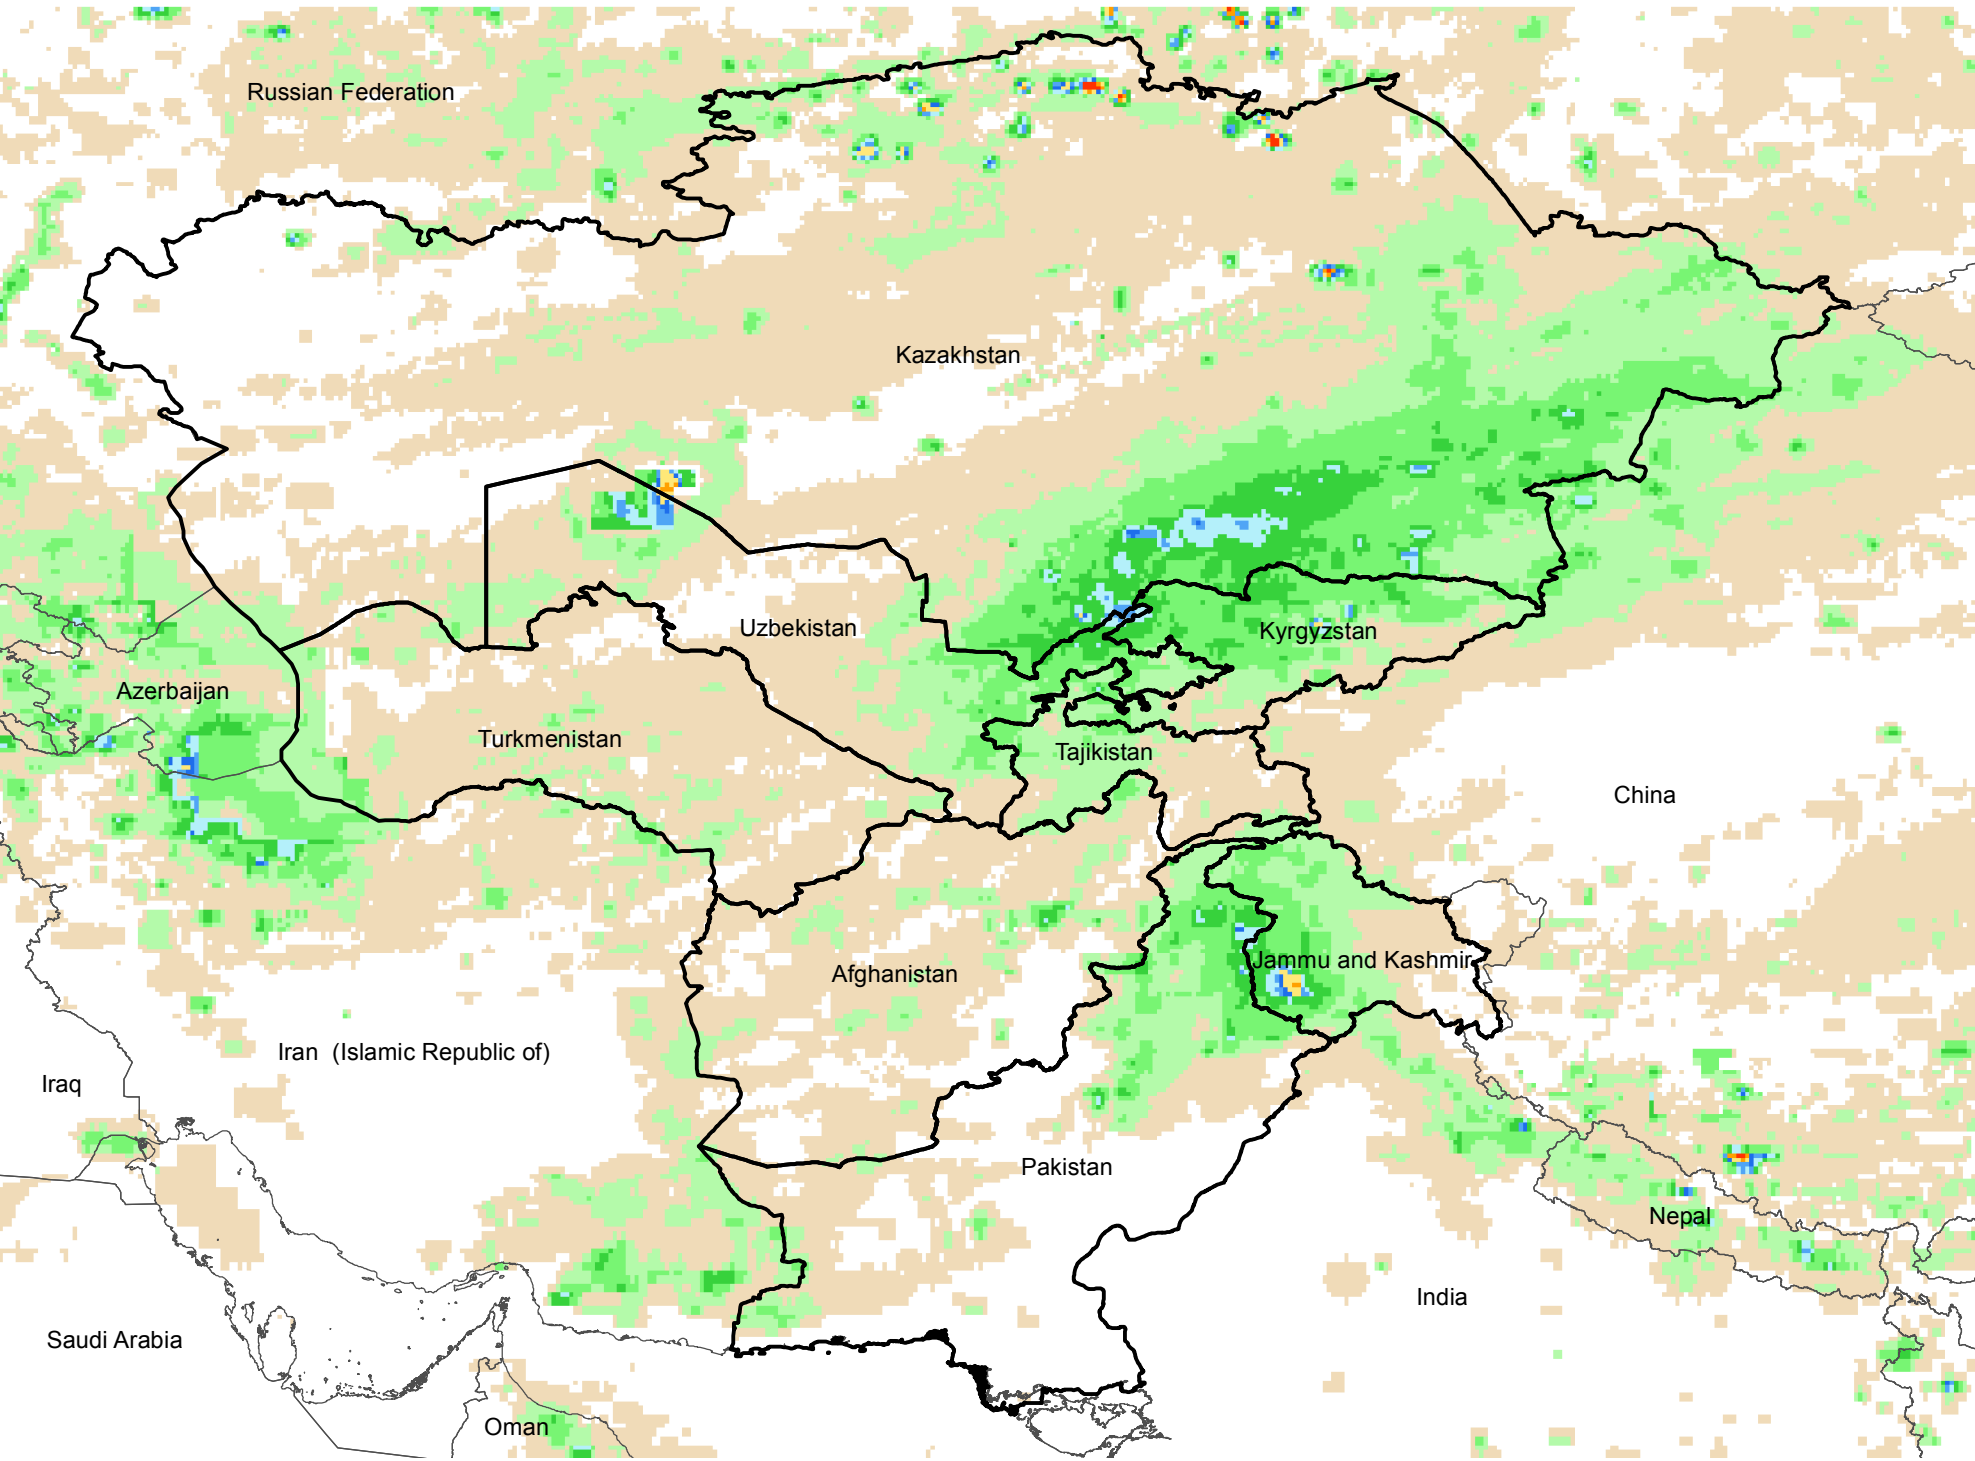 Russian Federation
Kazakhstan
Uzbekistan
Kyrgyzstan
Azerbaijan
Turkmenistan
Tajikistan
China
Jammu and Kashmir
Afghanistan
Iran (Islamic Republic of)
Iraq
Pakistan
Nepal
India
Saudi Arabia
Oman